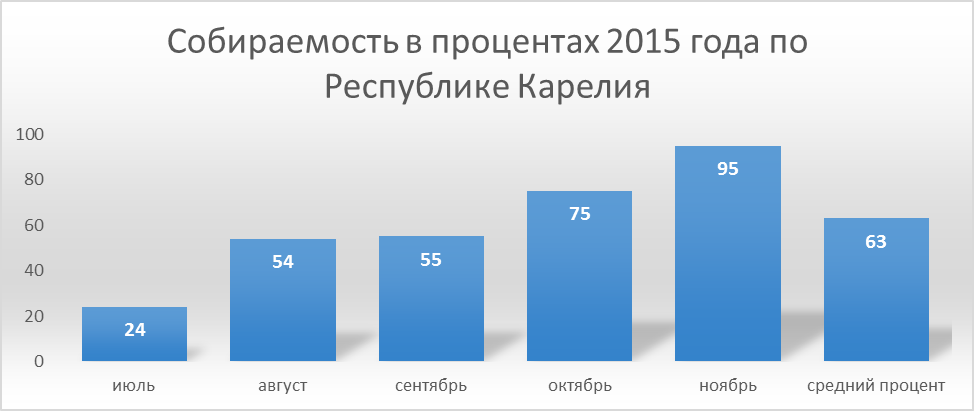 Собираемость в процентах 2015 года по
Республике Карелия
100
80
60
40
20
0
24
54
55
75
95
63
июль
август
сентябрь
октябрь
ноябрь
средний процент